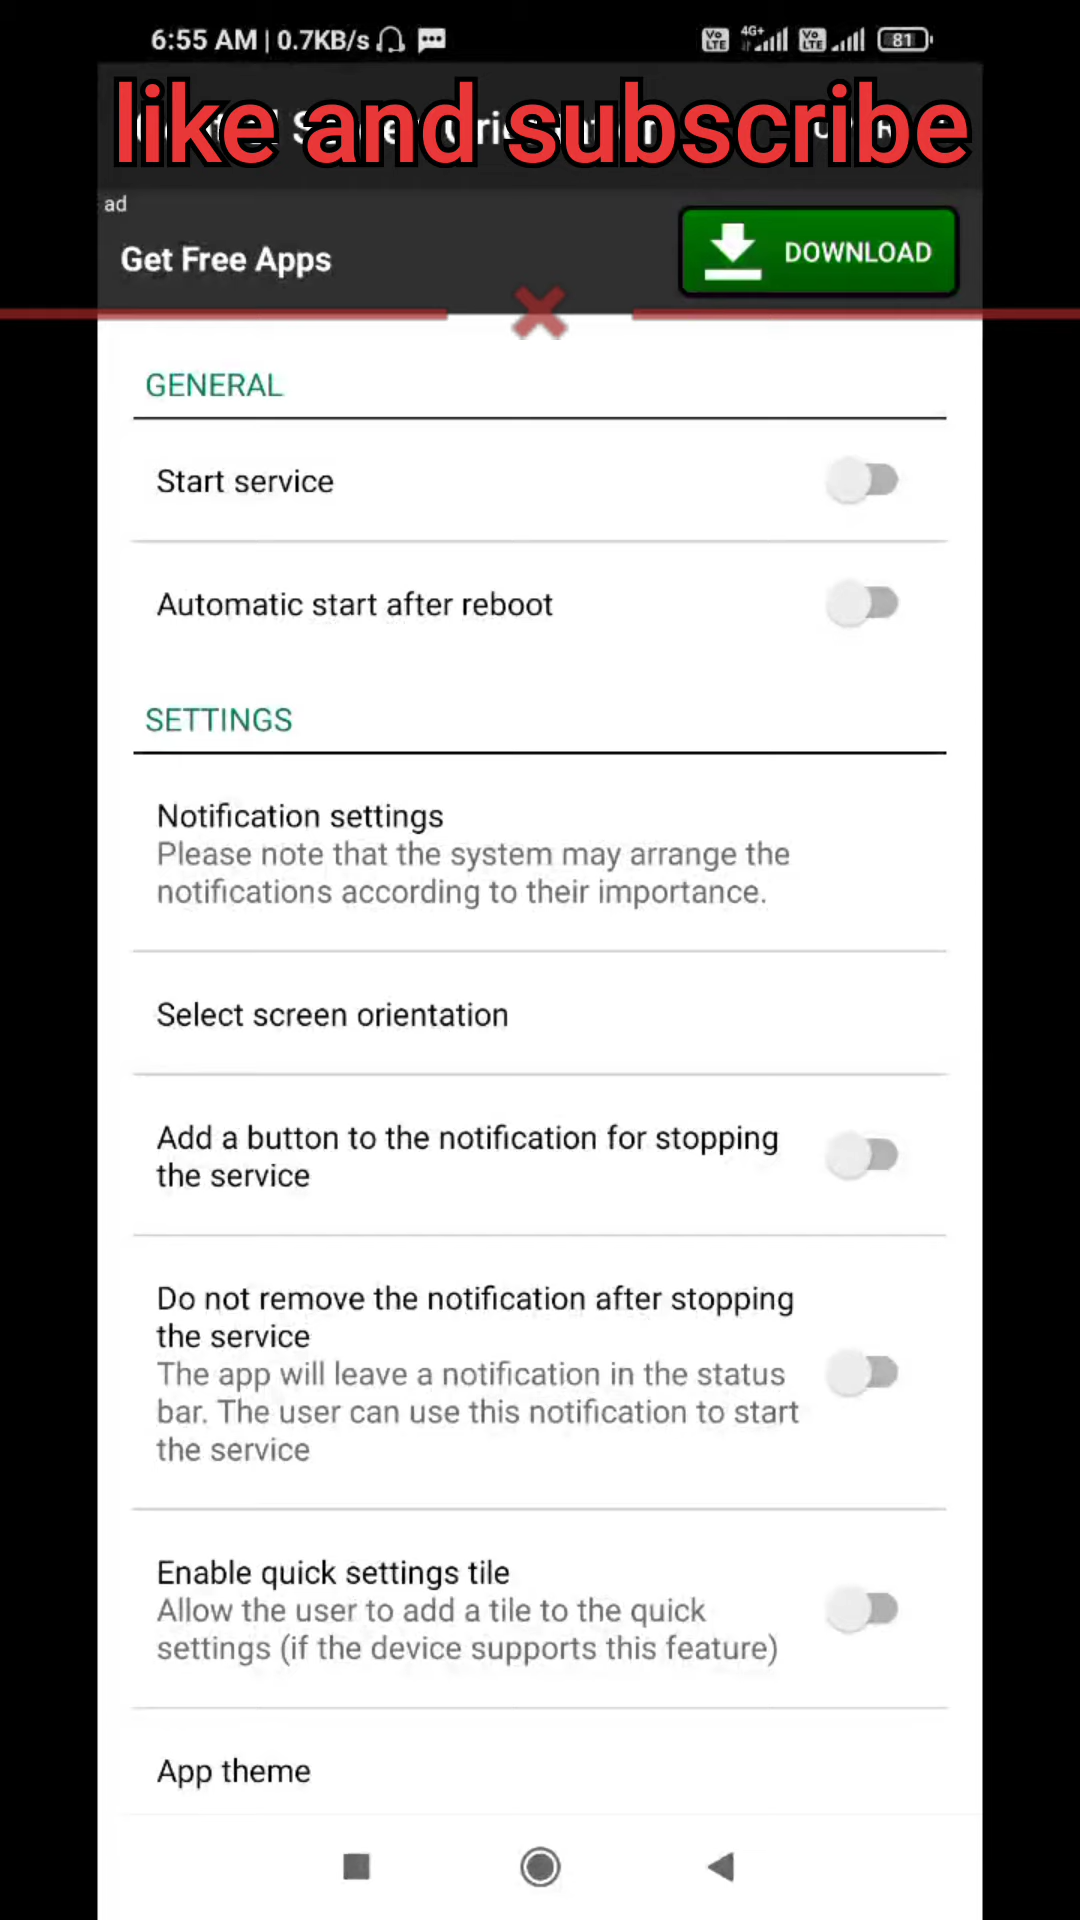 6:55 AM | 0.7KB/s
4G+
Vo LTE
Vo LTE
81
like and subscribe
ad
Get Free Apps
DOWNLOAD
GENERAL
Start service
Automatic start after reboot
SETTINGS
Notification settings
Please note that the system may arrange the
notifications according to their importance.
Select screen orientation
Add a button to the notification for stopping
the service
Do not remove the notification after stopping
the service
The app will leave a notification in the status
bar. The user can use this notification to start
the service
Enable quick settings tile
Allow the user to add a tile to the quick
settings (if the device supports this feature)
App theme